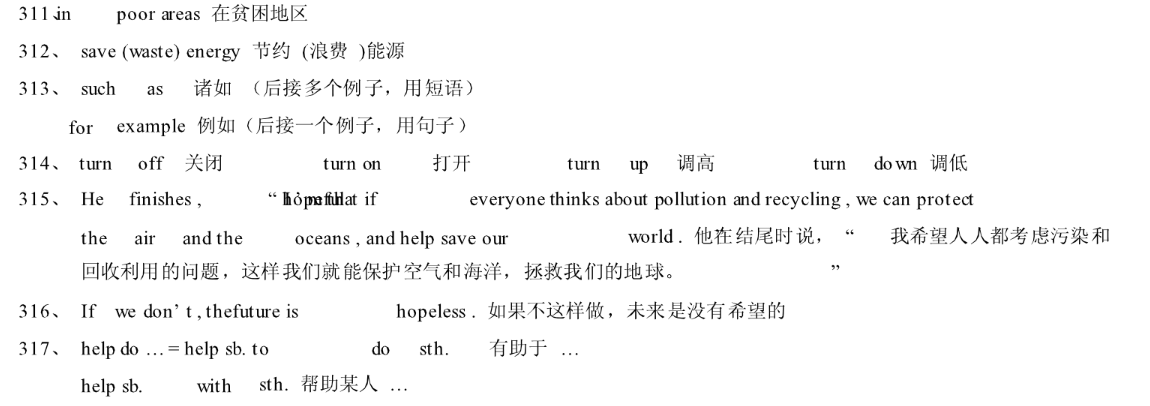 311、in poor areas 在贫困地区
312、 save (waste) energy 节约 (浪费 )能源
313、 such as 诸如 （后接多个例子，用短语）
for example 例如（后接一个例子，用句子）
314、 turn off 关闭 turn on 打开 turn up 调高 turn down 调低
315、 He finishes , “ that if everyone thinks about pollution and recycling , we can protect
the air and the oceans , and help save our world . 他在结尾时说， “ 我希望人人都考虑污染和
回收利用的问题，这样我们就能保护空气和海洋，拯救我们的地球。 ”
316、 If we don’ t , thefuture is hopeless . 如果不这样做，未来是没有希望的
317、 help do …= help sb. to do sth. 有助于 …
help sb. with sth. 帮助某人 …